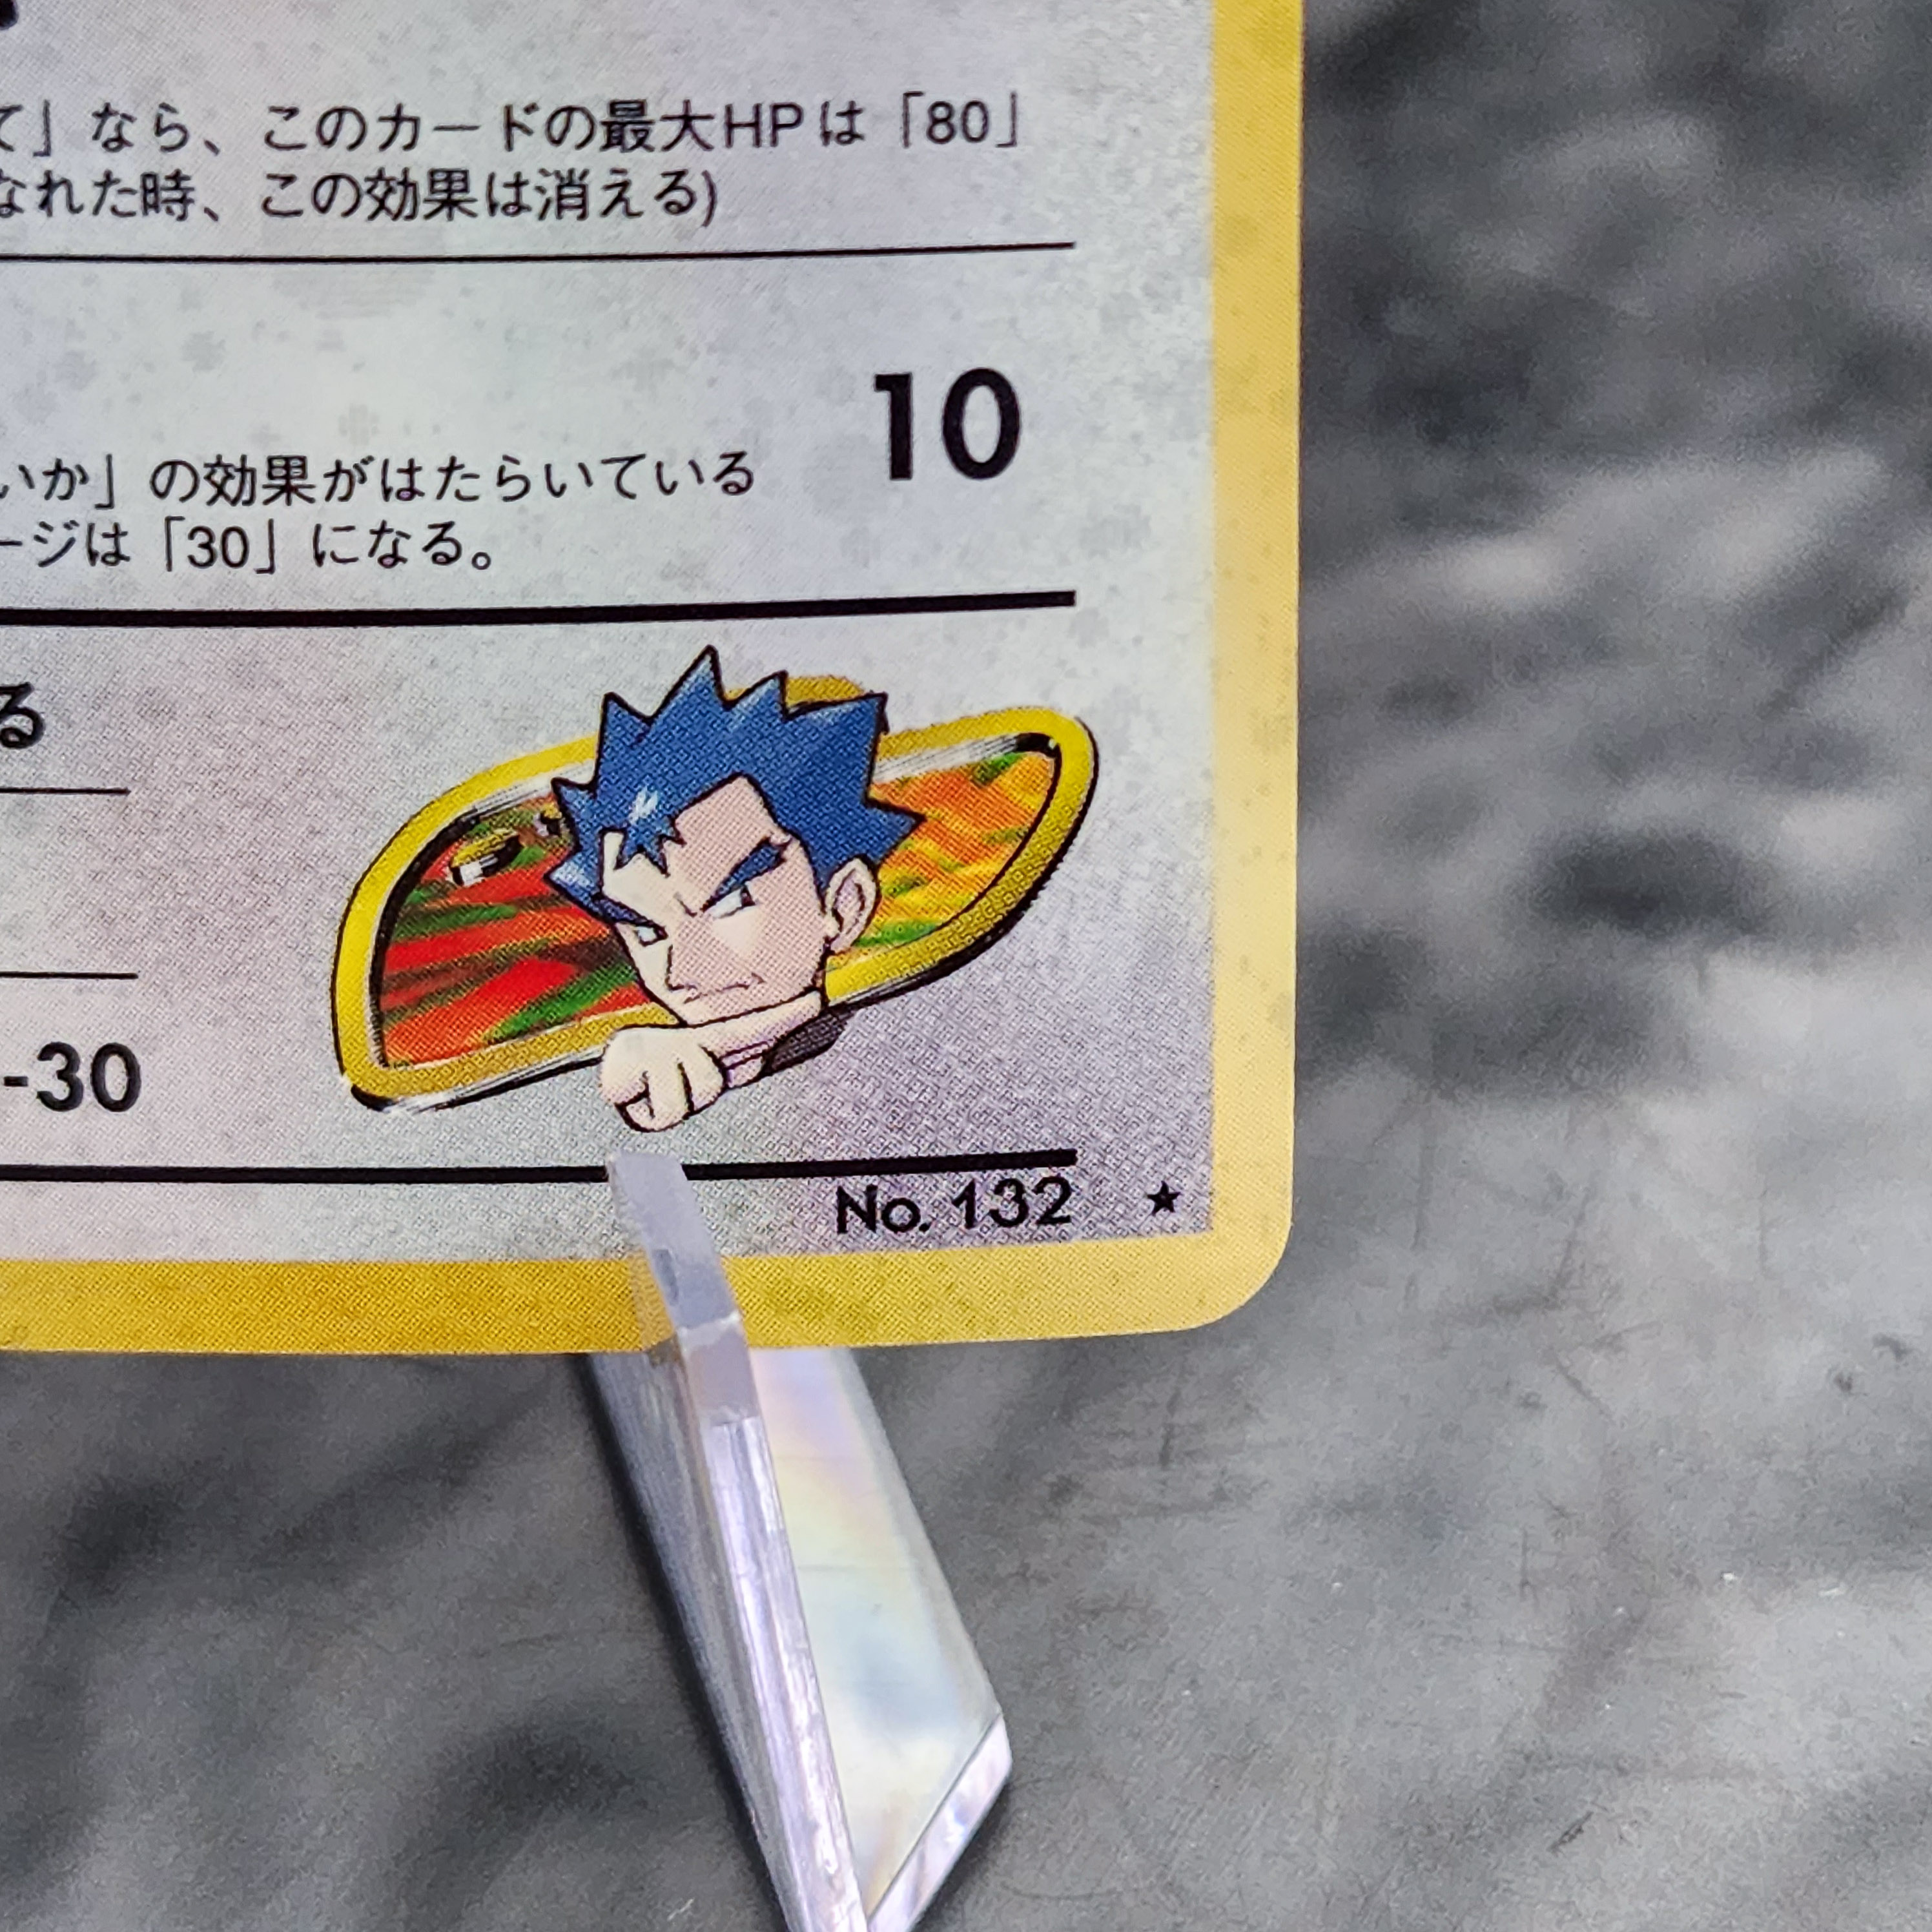 て」なら、このカードの最大HPは「80」
なれた時、この効果は消える)
10
いか」の効果がはたらいている
ージは「30」になる。
る
-30
No. 132 ★